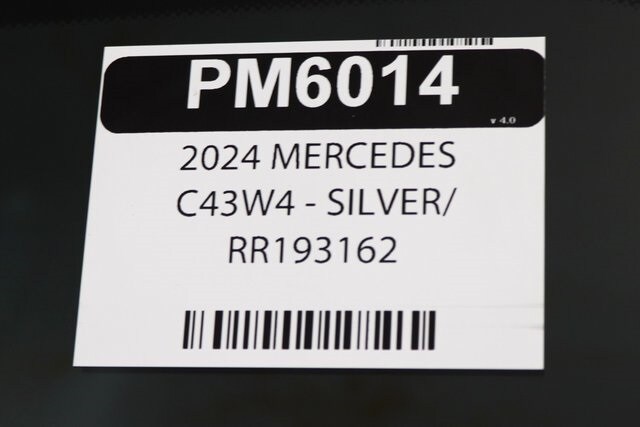 PM6014
v 4.0
2024 MERCEDES
C43W4 - SILVER/
RR193162